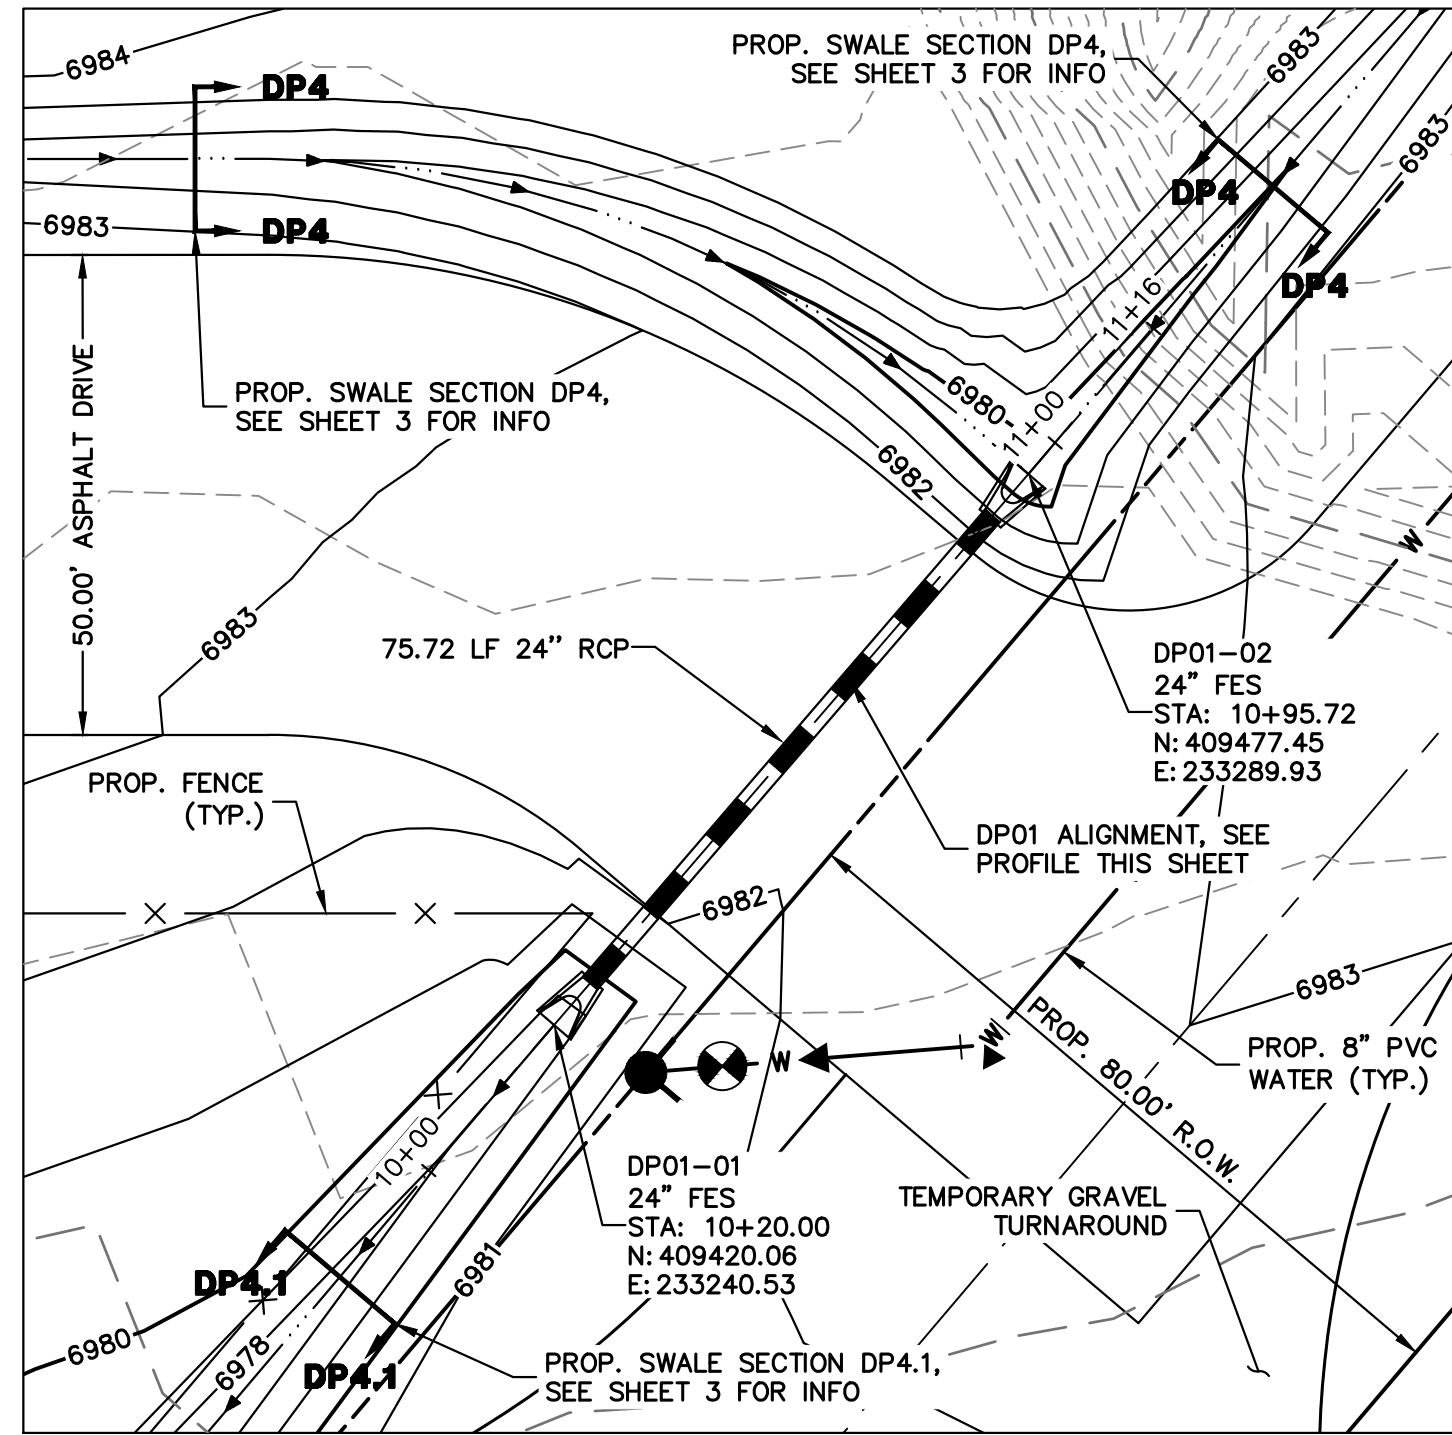 6984
DP4
DP4
6983
PROP. SWALE SECTION DP4,
SEE SHEET 3 FOR INFO
6983
6983
DP4
DP4
11+16
50.00' ASPHALT DRIVE
PROP. SWALE SECTION DP4,
SEE SHEET 3 FOR INFO
6980
11+00
6982
W
6983
75.72 LF 24” RCP
DP01-02
24” FES
STA: 10+95.72
N: 409477.45
E: 233289.93
PROP. FENCE
(TYP.)
DP01 ALIGNMENT, SEE
PROFILE THIS SHEET
6982
6983
W
W
PROP. 80.00' R.O.W.
PROP. 8” PVC
WATER (TYP.)
10+00
DP01-01
24” FES
STA: 10+20.00
N: 409420.06
E: 233240.53
TEMPORARY GRAVEL
TURNAROUND
6981
DP4.1
6980
6978
DP4.1
PROP. SWALE SECTION DP4.1,
SEE SHEET 3 FOR INFO